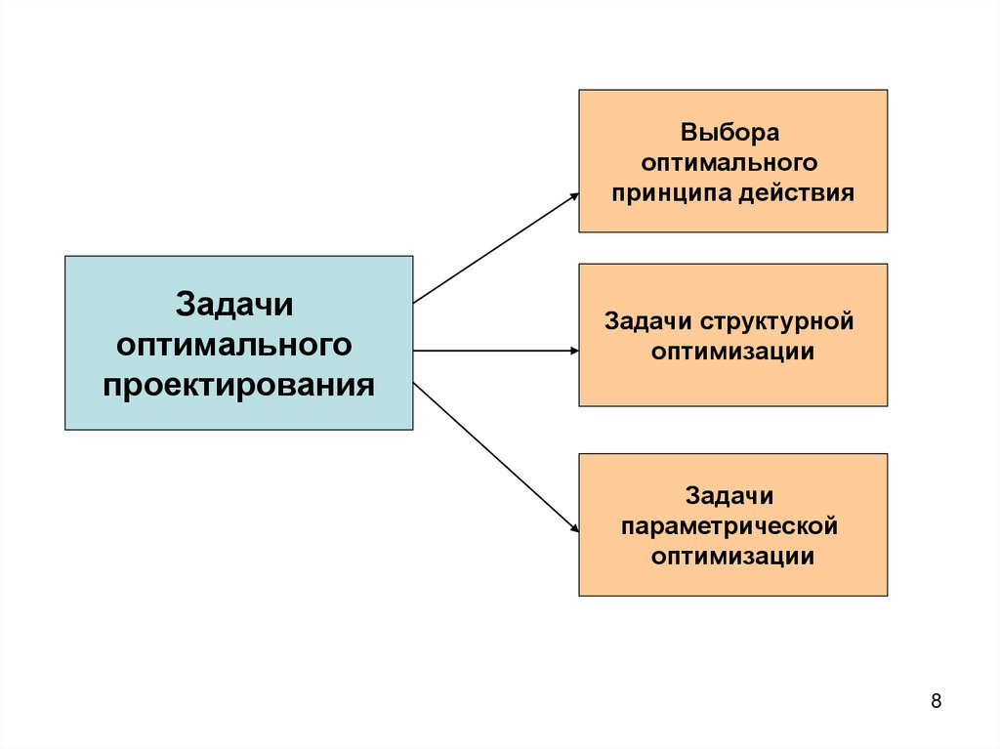 Выбора
оптимального
принципа действия
Задачи
оптимального
проектирования
Задачи структурной
оптимизации
Задачи
параметрической
оптимизации
8